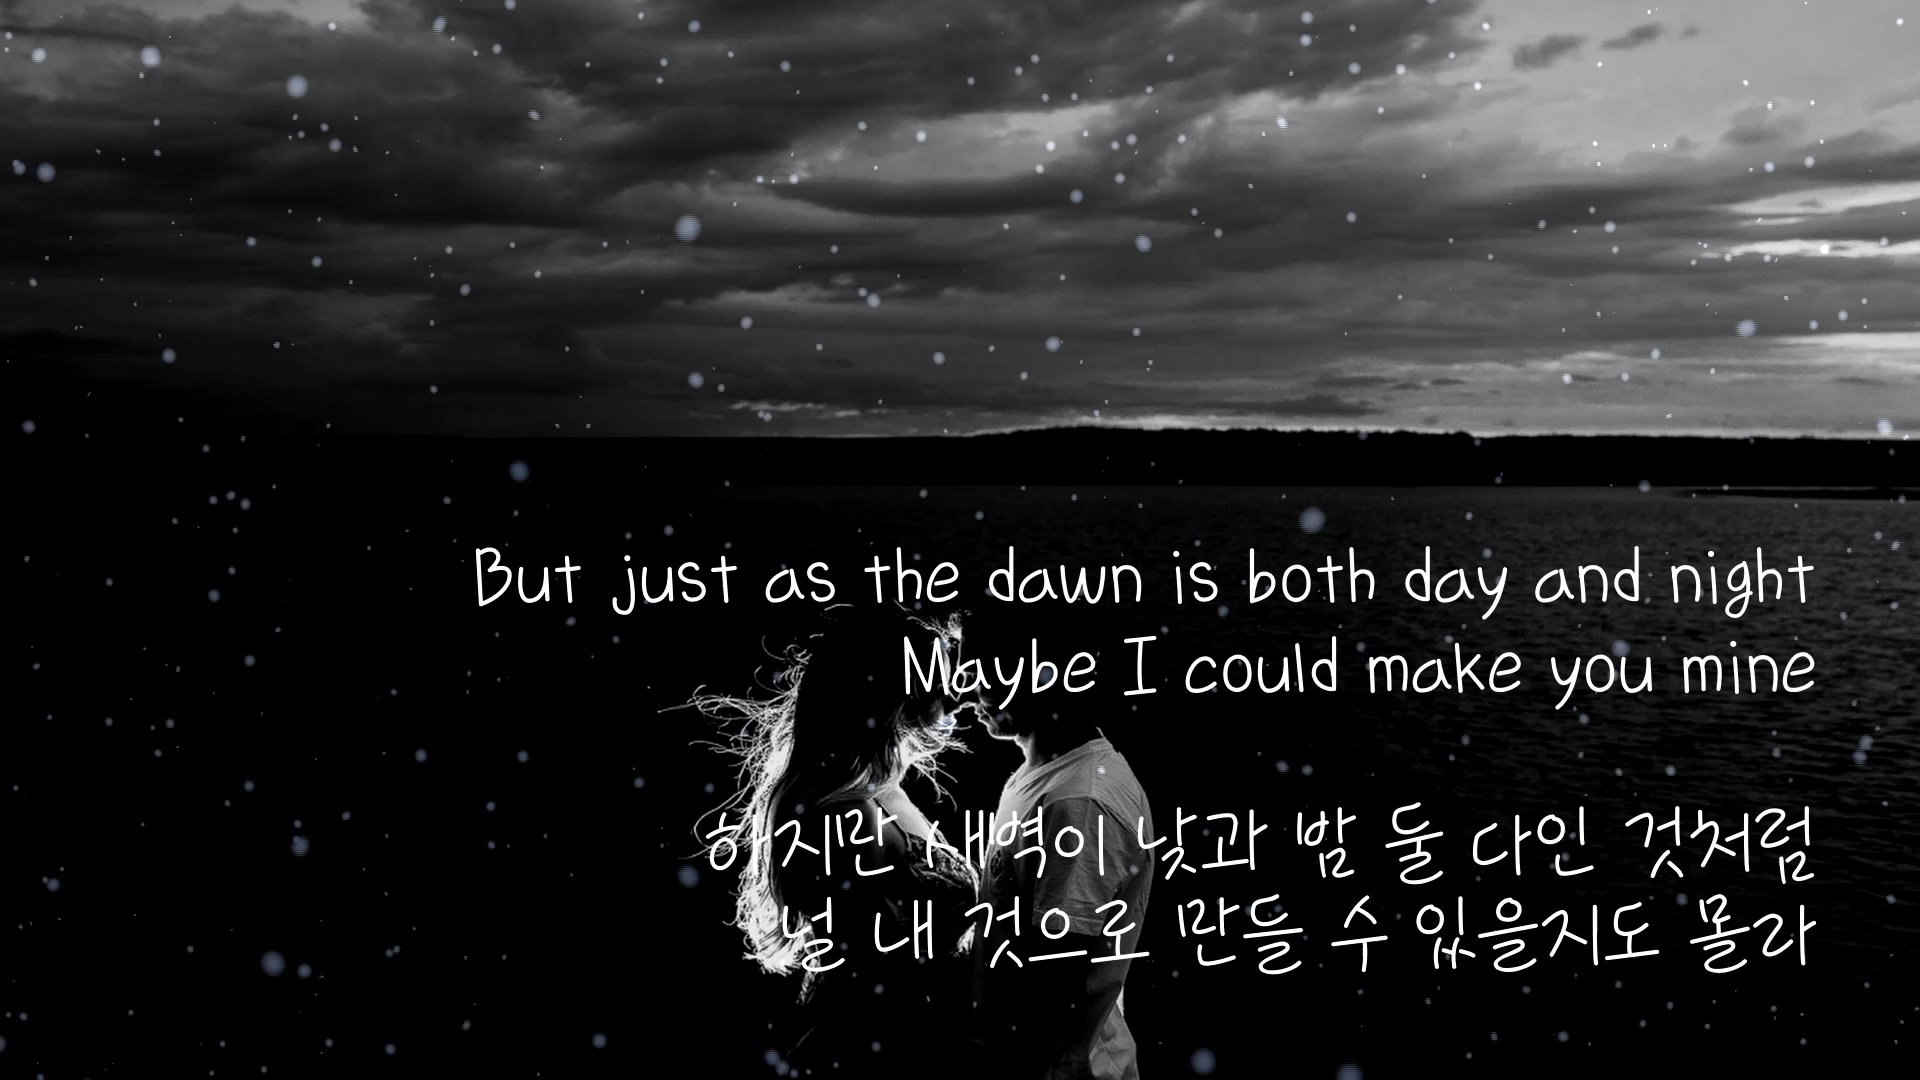 But just as the dawn is both day and night
Maybe I could make you mine
하지만 새벽이 낮과 밤 둘 다인 것처럼
널 내 것으로 만들 수 있을지도 몰라